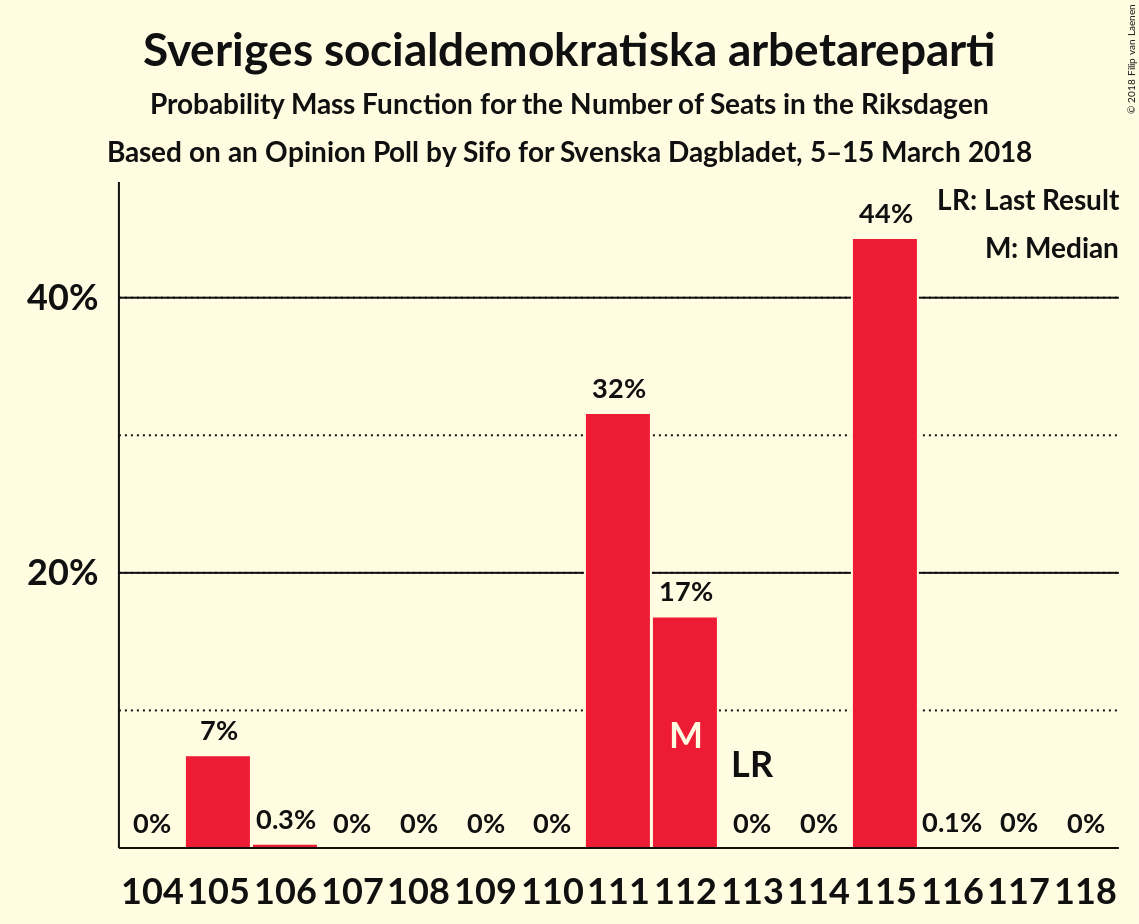 Sveriges socialdemokratiska arbetareparti
Probability Mass Function for the Number of Seats in the Riksdagen
Based on an Opinion Poll by Sifo for Svenska Dagbladet, 5–15 March 2018
© 2018 Filip van Laenen
LR: Last Result
M: Median
40%
20%
0% 7% 0.3% 0% 0% 0% 0% 32% 17% 0% 0% 44% 0.1% 0% 0%
M
LR
104 105 106 107 108 109 110 111 112 113 114 115 116 117 118